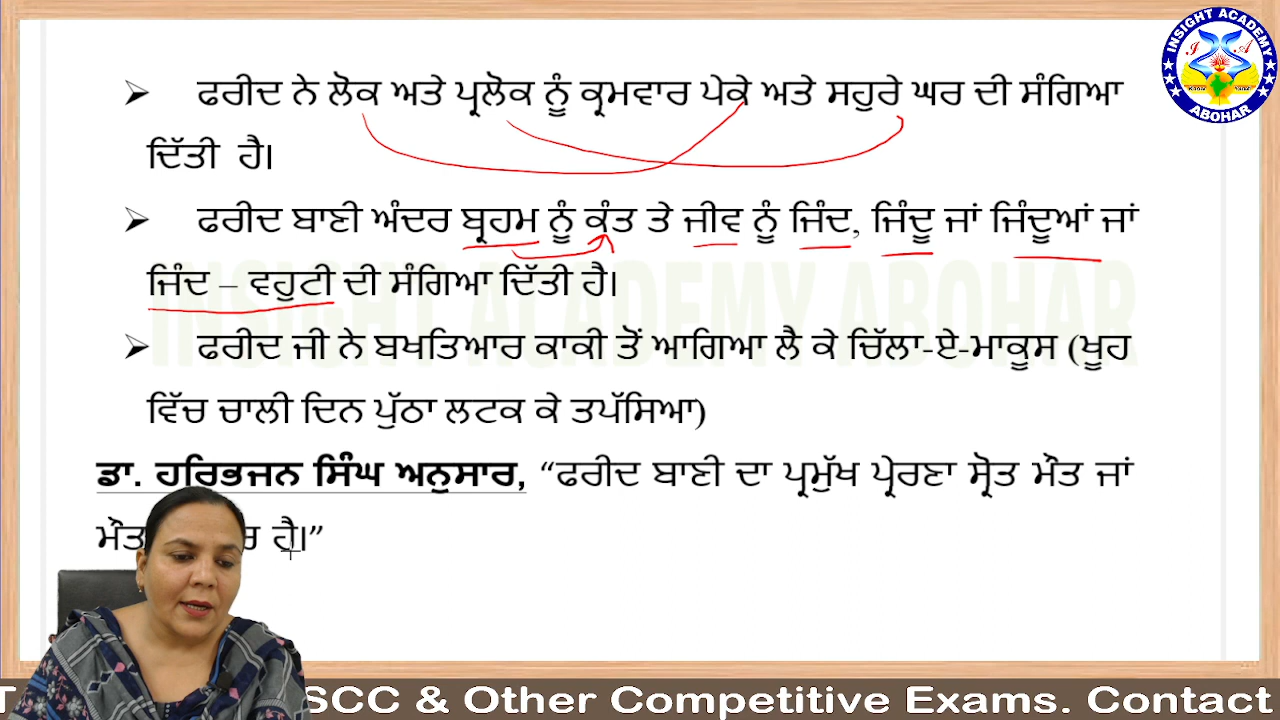 ➢ ਫਰੀਦ ਨੇ ਲੋਕ ਅਤੇ ਪ੍ਰਲੋਕ ਨੂੰ ਕ੍ਰਮਵਾਰ ਪੇਕੇ ਅਤੇ ਸਹੁਰੇ ਘਰ ਦੀ ਸੰਗਿਆ
ਦਿੱਤੀ ਹੈ।
➢ ਫਰੀਦ ਬਾਣੀ ਅੰਦਰ ਬ੍ਰਹਮ ਨੂੰ ਕੰਤ ਤੇ ਜੀਵ ਨੂੰ ਜਿੰਦ, ਜਿੰਦੂ ਜਾਂ ਜਿੰਦੂਆਂ ਜਾਂ
ਜਿੰਦ – ਵਹੁਟੀ ਦੀ ਸੰਗਿਆ ਦਿੱਤੀ ਹੈ।
➢ ਫਰੀਦ ਜੀ ਨੇ ਬਖਤਿਆਰ ਕਾਕੀ ਤੋਂ ਆਗਿਆ ਲੈ ਕੇ ਚਿੱਲਾ-ਏ-ਮਾਕੂਸ (ਖੂਹ
ਵਿੱਚ ਚਾਲੀ ਦਿਨ ਪੁੱਠਾ ਲਟਕ ਕੇ ਤਪੱਸਿਆ)
ਡਾ. ਹਰਿਭਜਨ ਸਿੰਘ ਅਨੁਸਾਰ, “ਫਰੀਦ ਬਾਣੀ ਦਾ ਪ੍ਰਮੁੱਖ ਪ੍ਰੇਰਣਾ ਸ੍ਰੋਤ ਮੌਤ ਜਾਂ
ਮੌਤ ਹੈ।”
INSIGHT ACADEMY ABOHAR
INSIGHT ACADEMY
I A
ABOHAR
SCC & Other Competitive Exams. Contact